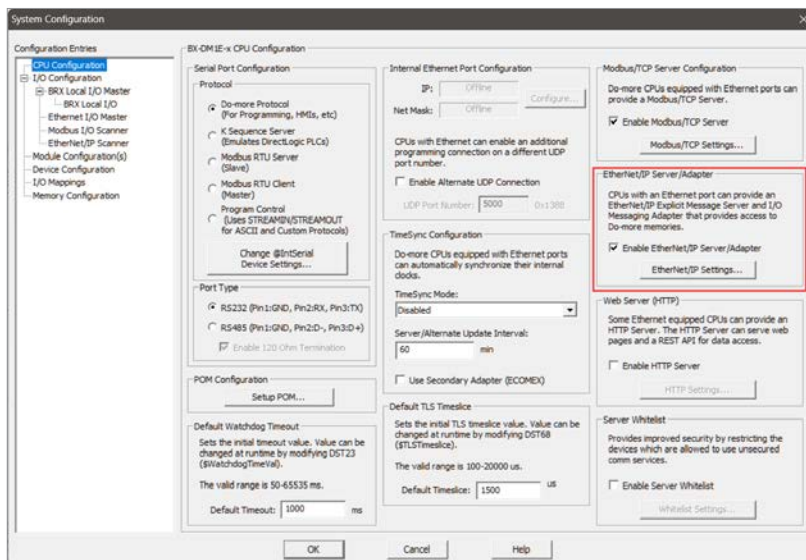 System Configuration
Configuration Entries
CPU Configuration
I/O Configuration
BRX Local I/O Master
BRX Local I/O
Ethernet I/O Master
Modbus I/O Scanner
EtherNet/IP Scanner
Module Configuration(s)
Device Configuration
I/O Mappings
Memory Configuration
BX-DM1E-x CPU Configuration
Serial Port Configuration
Protocol
Do-more Protocol
(For Programming, HMIs, etc)
K Sequence Server
(Emulates DirectLogic PLCs)
Modbus RTU Server
(Slave)
Modbus RTU Client
(Master)
Program Control
(Uses STREAMIN/STREAMOUT
for ASCII and Custom Protocols)
Change @IntSerial
Device Settings...
Port Type
RS232 (Pin1:GND, Pin2:RX, Pin3:TX)
RS485 (Pin1:GND, Pin2:D-, Pin3:D+)
Enable 120 Ohm Termination
POM Configuration
Setup POM...
Default Watchdog Timeout
Sets the initial timeout value. Value can be
changed at runtime by modifying DST23
($WatchdogTimeVal).
The valid range is 50-65535 ms.
Default Timeout: 1000 ms
Internal Ethernet Port Configuration
IP: Offline
Configure...
Net Mask: Offline
CPUs with Ethernet can enable an additional
programming connection on a different UDP
port number.
Enable Alternate UDP Connection
UDP Port Number: 5000 0x1388
TimeSync Configuration
Do-more CPUs equipped with Ethernet ports
can automatically synchronize their internal
clocks.
TimeSync Mode:
Disabled
Server/Alternate Update Interval:
60 min
Use Secondary Adapter (ECOMEX)
Default TLS Timeslice
Sets the initial TLS timeslice value. Value can be
changed at runtime by modifying DST68
($TLSTimeslice).
The valid range is 100-20000 us.
Default Timeslice: 1500 us
Modbus/TCP Server Configuration
Do-more CPUs equipped with Ethernet ports can
provide a Modbus/TCP Server.
Enable Modbus/TCP Server
Modbus/TCP Settings...
EtherNet/IP Server/Adapter
CPUs with an Ethernet port can provide an
EtherNet/IP Explicit Message Server and I/O
Messaging Adapter that provides access to
Do-more memories.
Enable EtherNet/IP Server/Adapter
EtherNet/IP Settings...
Web Server (HTTP)
Some Ethernet equipped CPUs can provide an
HTTP Server. The HTTP Server can serve web
pages and a REST API for data access.
Enable HTTP Server
HTTP Settings....
Server Whitelist
Provides improved security by restricting the
devices which are allowed to use unsecured
comm services.
Enable Server Whitelist
Whitelist Settings...
OK
Cancel
Help